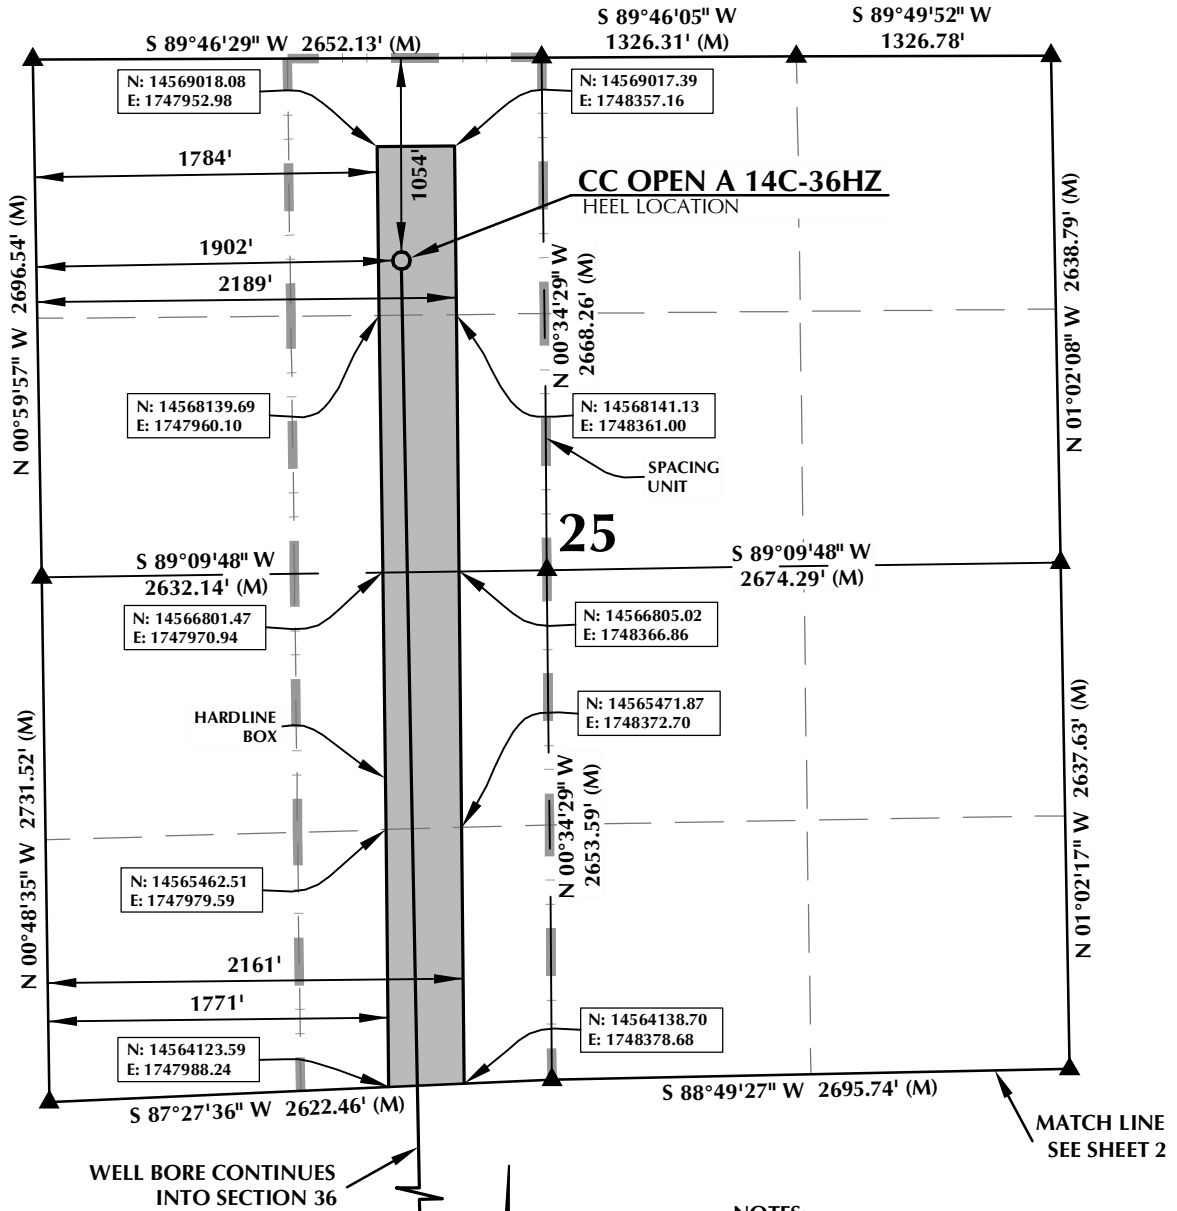 S 89°46'29" W 2652.13' (M)
S 89°46'05" W
1326.31' (M)
S 89°49'52" W
1326.78'
N: 14569018.08
E: 1747952.98
N: 14569017.39
E: 1748357.16
1784'
1054'
CC OPEN A 14C-36HZ
HEEL LOCATION
1902'
2189'
N 00°59'57" W 2696.54' (M)
N 00°34'29" W
2668.26' (M)
N 01°02'08" W 2638.79' (M)
N: 14568139.69
E: 1747960.10
N: 14568141.13
E: 1748361.00
SPACING
UNIT
25
S 89°09'48" W
2632.14' (M)
S 89°09'48" W
2674.29' (M)
N: 14566801.47
E: 1747970.94
N: 14566805.02
E: 1748366.86
HARDLINE
BOX
N: 14565471.87
E: 1748372.70
N 00°48'35" W 2731.52' (M)
N 00°34'29" W
2653.59' (M)
N 01°02'17" W 2637.63' (M)
N: 14565462.51
E: 1747979.59
2161'
1771'
N: 14564123.59
E: 1747988.24
N: 14564138.70
E: 1748378.68
S 87°27'36" W 2622.46' (M)
S 88°49'27" W 2695.74' (M)
MATCH LINE
SEE SHEET 2
WELL BORE CONTINUES
INTO SECTION 36
NOTES: